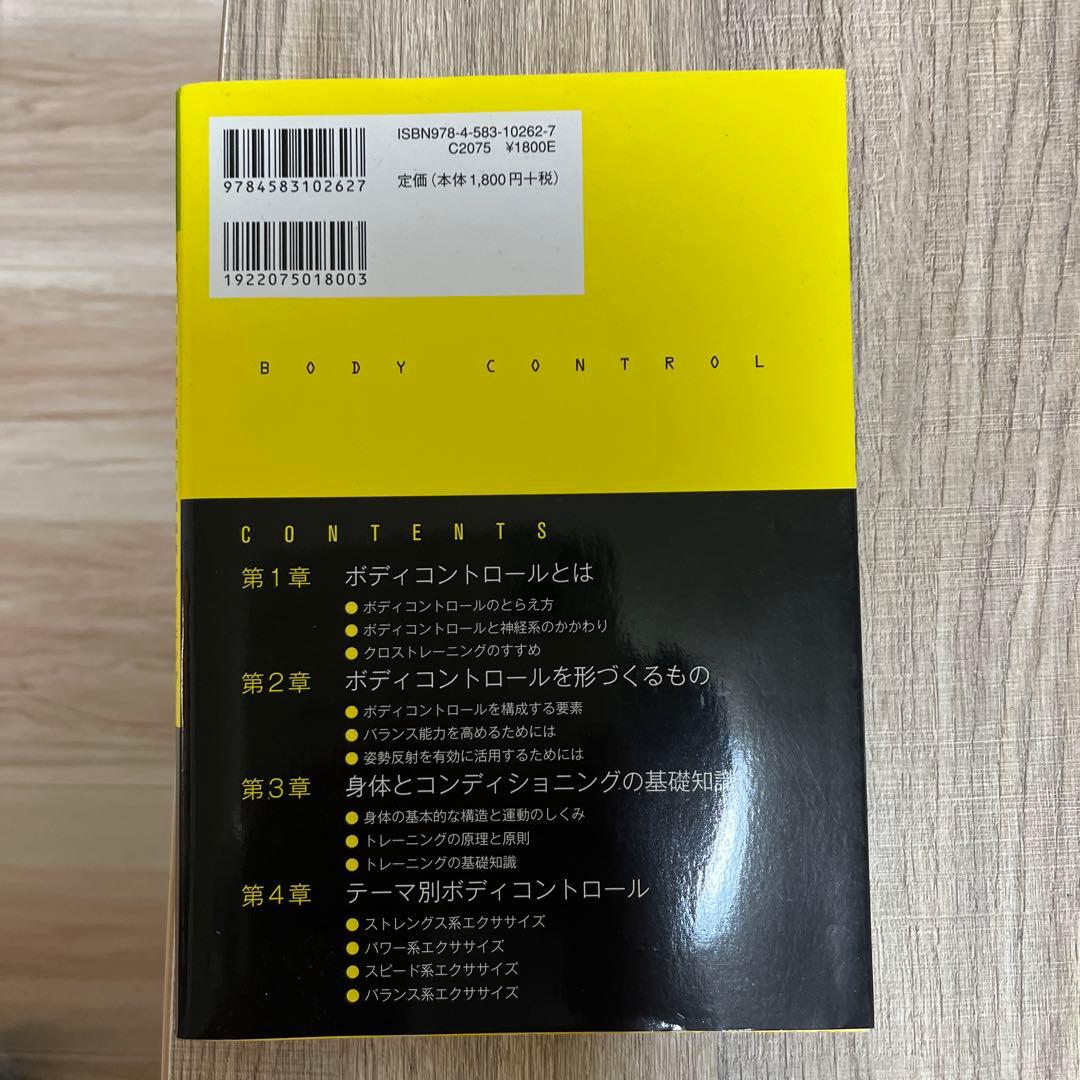 ISBN978-4-583-10262-7
C2075 ¥1800E
9784583102627
定価(本体1,800円+税)
1922075018003
BODY CONTROL
CONTENTS
第1章 ボディコントロールとは
● ボディコントロールのとらえ方
● ボディコントロールと神経系のかかわり
● クロストレーニングのすすめ
第2章 ボディコントロールを形づくるもの
● ボディコントロールを構成する要素
● バランス能力を高めるためには
● 姿勢反射を有効に活用するためには
第3章 身体とコンディショニングの基礎知識
● 身体の基本的な構造と運動のしくみ
● トレーニングの原理と原則
● トレーニングの基礎知識
第4章 テーマ別ボディコントロール
● ストレングス系エクササイズ
● パワー系エクササイズ
● スピード系エクササイズ
● バランス系エクササイズ